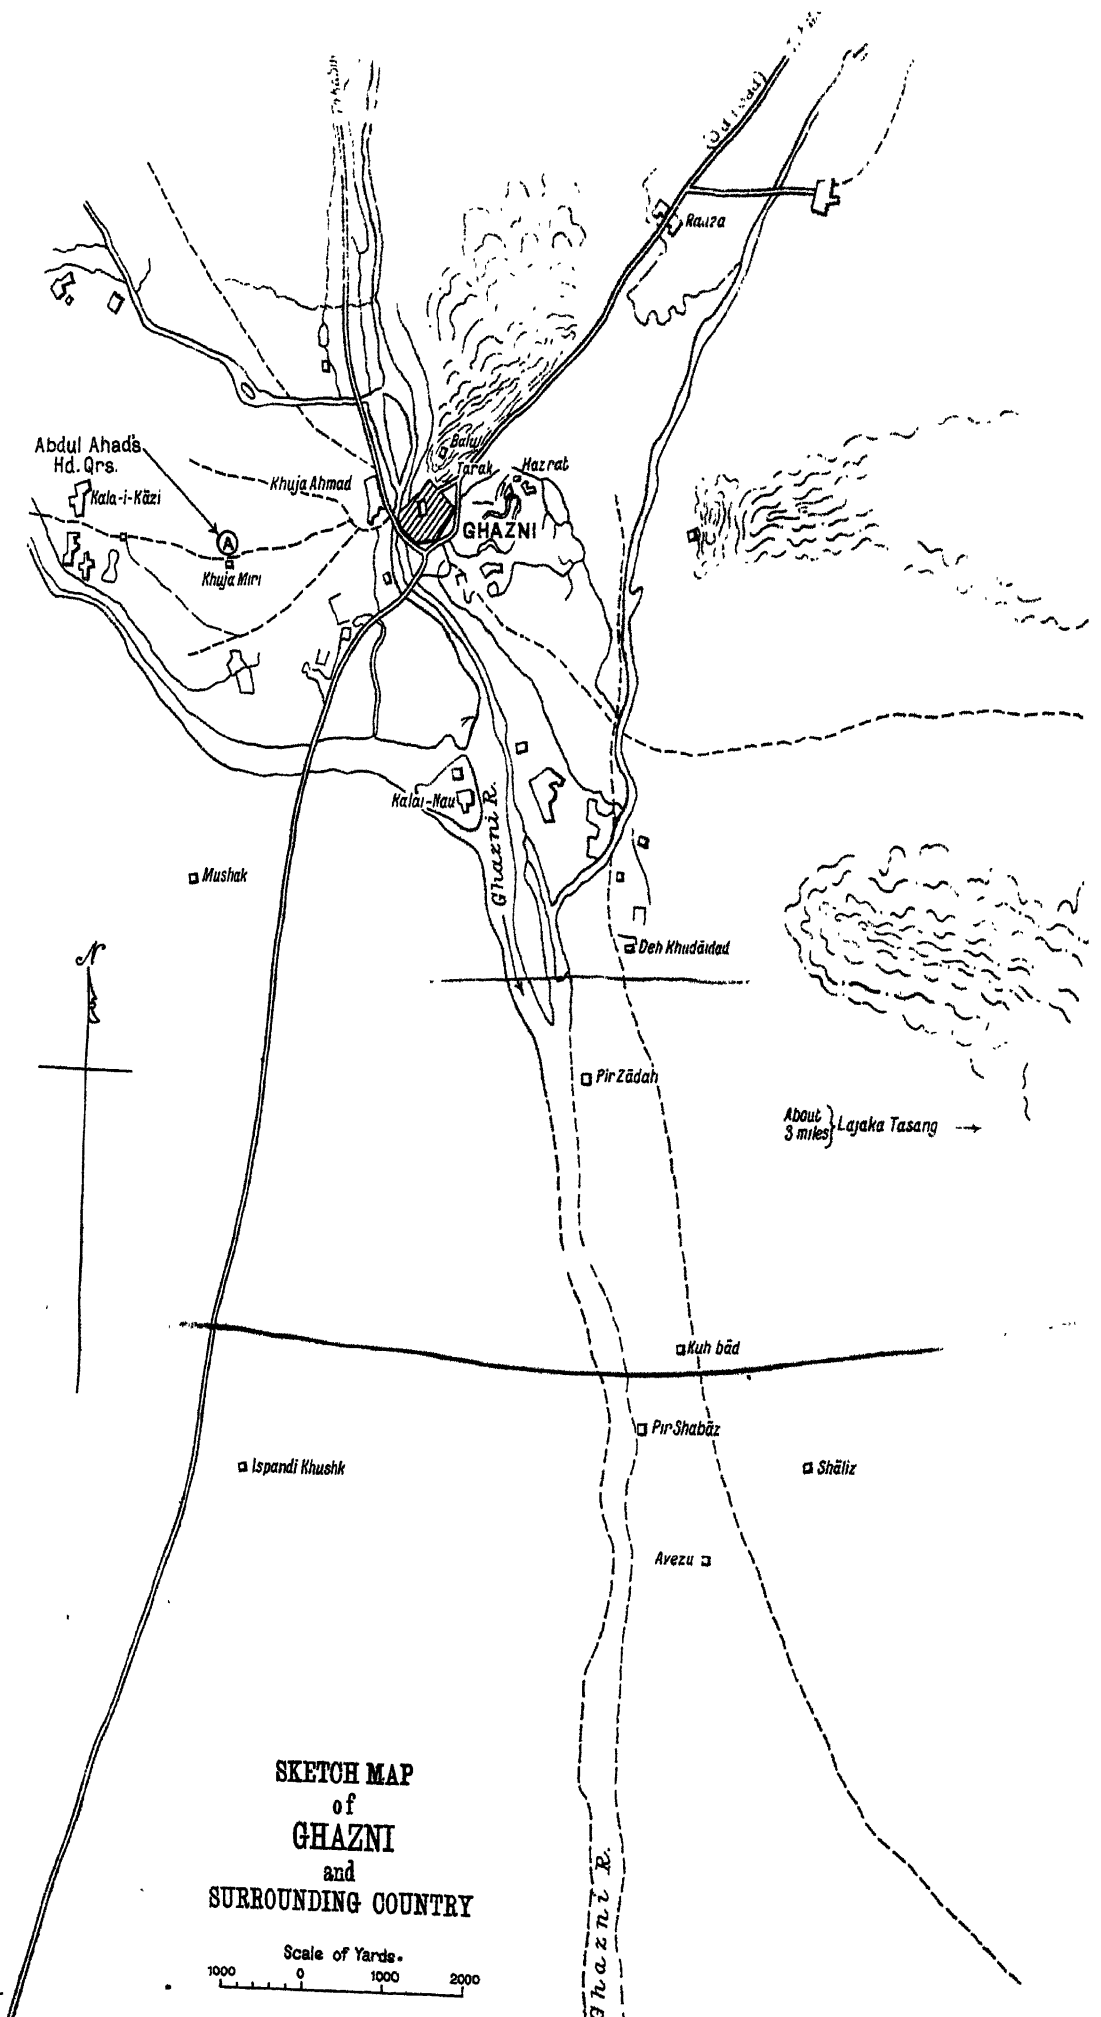 Rauza
Abdul Ahad's
Hd. Qrs.
Balul
Tarak
Hazrat
Kala-i-Kāzi
Khuja Ahmad
GHAZNI
A
Khuja Miri
Kalai-Nau
Ghazni R.
Mushak
Deh Khudāidad
N
Pir Zādah
About
3 miles} Lajaka Tasang →
Kuh bād
Pir Shabāz
Ispandi Khushk
Shāliz
Avezu
SKETCH MAP
of
GHAZNI
and
SURROUNDING COUNTRY
Scale of Yards.
1000 0 1000 2000
Ghazni R.